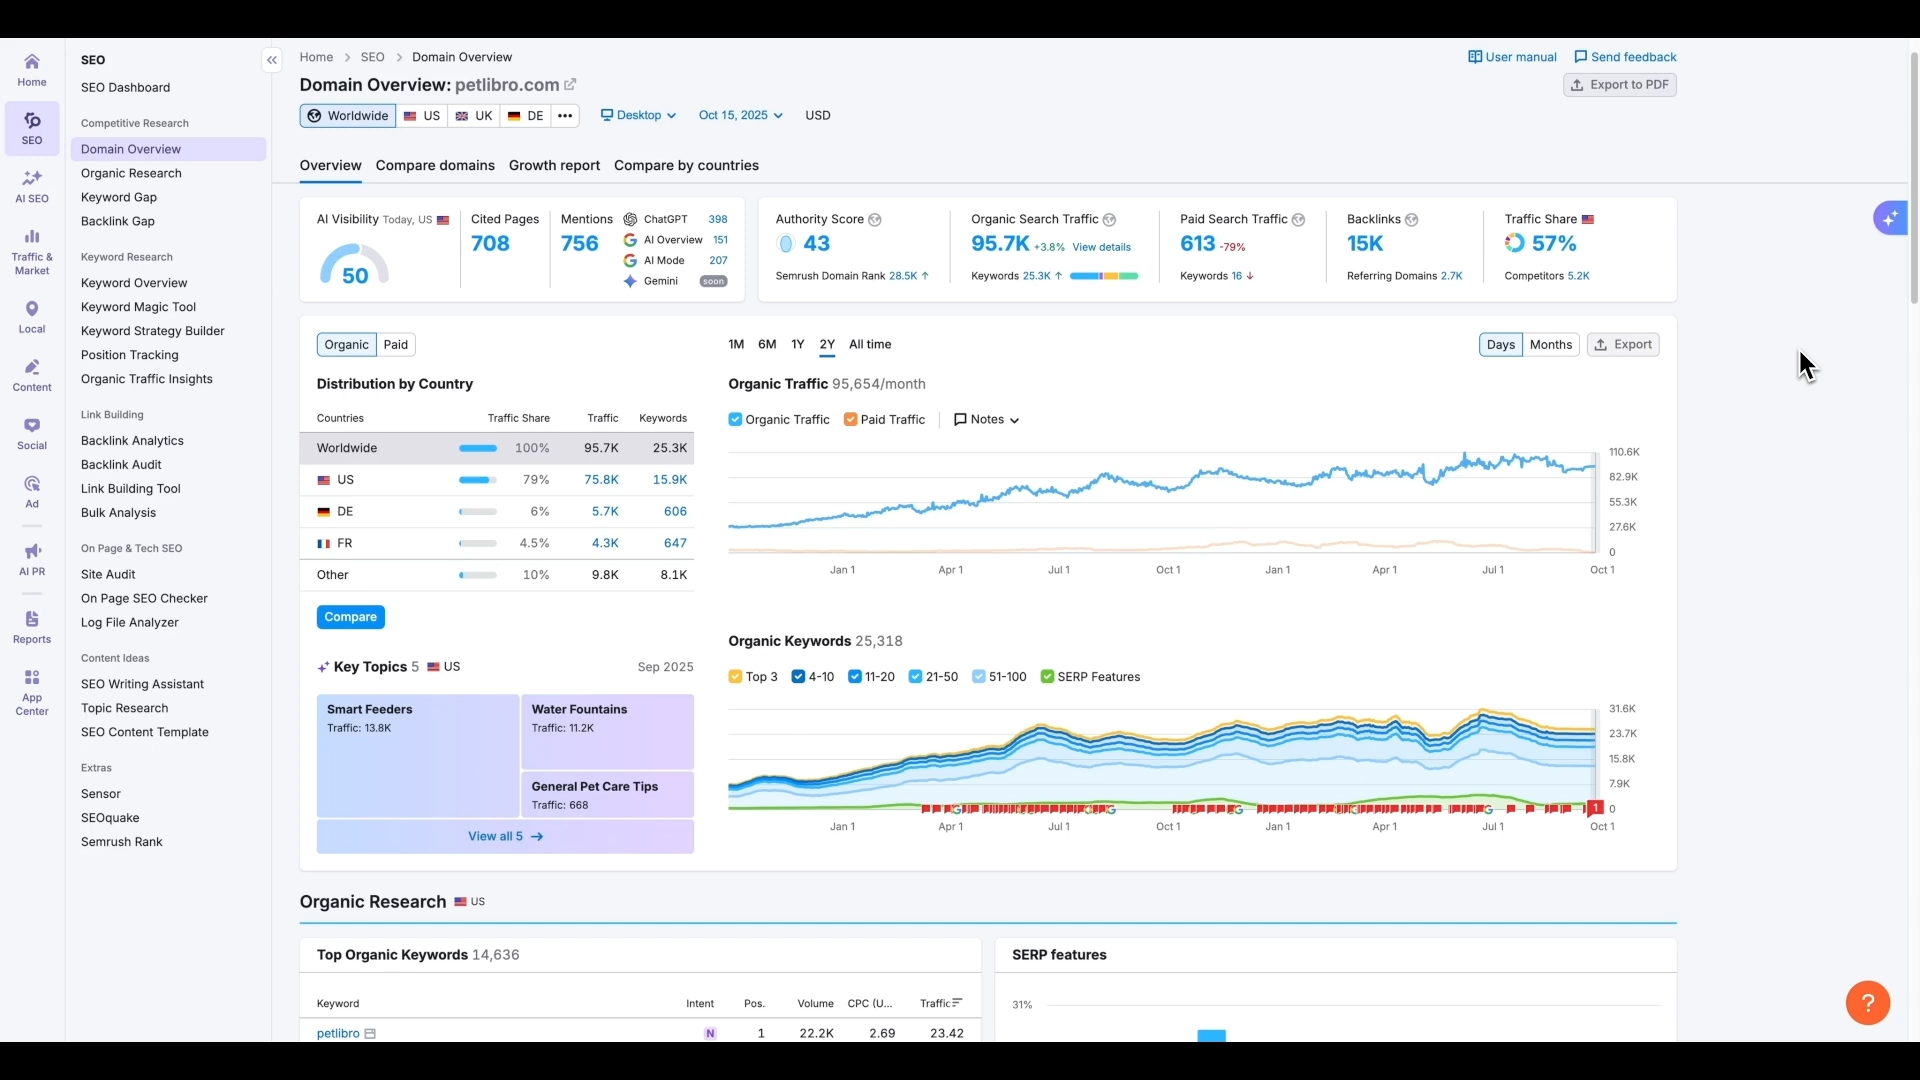 Home
SEO
AI SEO
Traffic &
Market
Local
Content
Social
Ad
AI PR
Reports
App
Center
SEO
SEO Dashboard
Competitive Research
Domain Overview
Organic Research
Keyword Gap
Backlink Gap
Keyword Research
Keyword Overview
Keyword Magic Tool
Keyword Strategy Builder
Position Tracking
Organic Traffic Insights
Link Building
Backlink Analytics
Backlink Audit
Link Building Tool
Bulk Analysis
On Page & Tech SEO
Site Audit
On Page SEO Checker
Log File Analyzer
Content Ideas
SEO Writing Assistant
Topic Research
SEO Content Template
Extras
Sensor
SEOquake
Semrush Rank
Home > SEO > Domain Overview
User manual Send feedback
Domain Overview: petlibro.com
Export to PDF
Worldwide US UK DE ••• Desktop Oct 15, 2025 USD
Overview Compare domains Growth report Compare by countries
AI Visibility Today, US
50
Cited Pages
708
Mentions
756
ChatGPT 398
AI Overview 151
AI Mode 207
Gemini soon
Authority Score
43
Semrush Domain Rank 28.5K ↑
Organic Search Traffic
95.7K +3.8% View details
Keywords 25.3K ↑
Paid Search Traffic
613 -79%
Keywords 16 ↓
Backlinks
15K
Referring Domains 2.7K
Traffic Share
57%
Competitors 5.2K
Organic Paid
Distribution by Country
Countries Traffic Share Traffic Keywords
Worldwide 100% 95.7K 25.3K
US 79% 75.8K 15.9K
DE 6% 5.7K 606
FR 4.5% 4.3K 647
Other 10% 9.8K 8.1K
Compare
Key Topics 5 US Sep 2025
Smart Feeders
Traffic: 13.8K
Water Fountains
Traffic: 11.2K
General Pet Care Tips
Traffic: 668
View all 5 →
1M 6M 1Y 2Y All time
Days Months Export
Organic Traffic 95,654/month
Organic Traffic Paid Traffic Notes
110.6K
82.9K
55.3K
27.6K
0
Jan 1 Apr 1 Jul 1 Oct 1 Jan 1 Apr 1 Jul 1 Oct 1
Organic Keywords 25,318
Top 3 4-10 11-20 21-50 51-100 SERP Features
31.6K
23.7K
15.8K
7.9K
0
1
Jan 1 Apr 1 Jul 1 Oct 1 Jan 1 Apr 1 Jul 1 Oct 1
Organic Research US
Top Organic Keywords 14,636
Keyword Intent Pos. Volume CPC (U... Traffic
petlibro N 1 22.2K 2.69 23.42
SERP features
31%
?